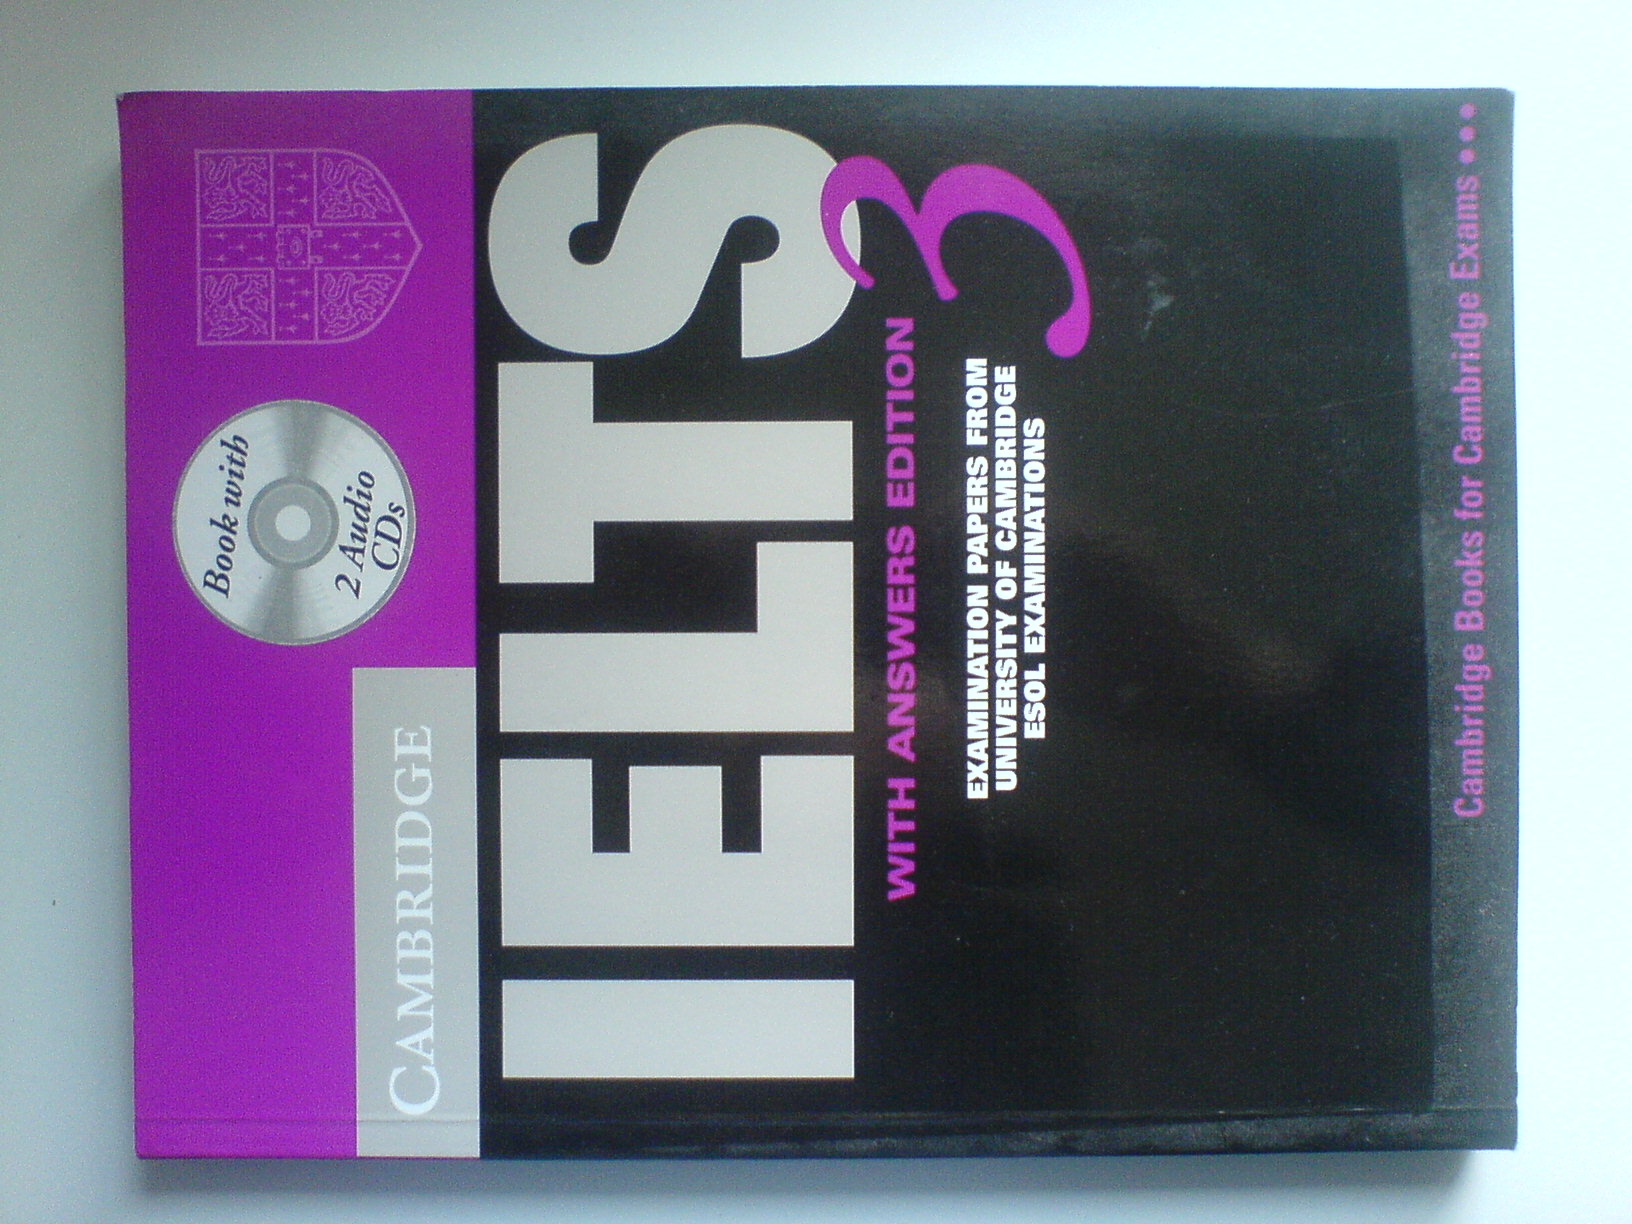 Book with
2 Audio
CDs
CAMBRIDGE
IELTS
3
WITH ANSWERS EDITION
EXAMINATION PAPERS FROM
UNIVERSITY OF CAMBRIDGE
ESOL EXAMINATIONS
Cambridge Books for Cambridge Exams •••